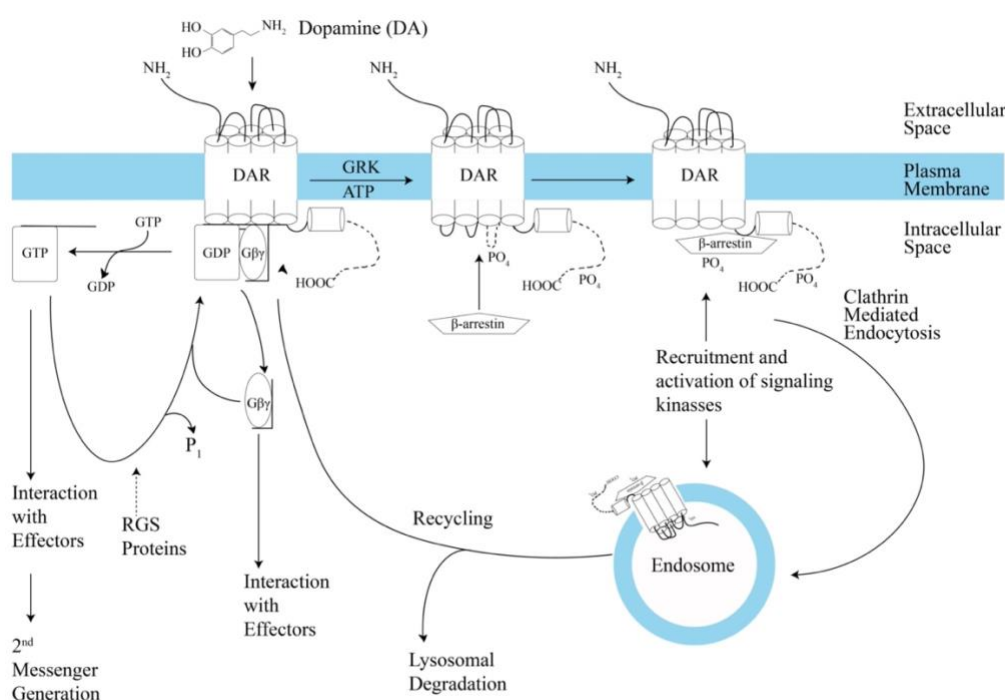 HO
HO
NH2
Dopamine (DA)
NH2
NH2
NH2
Extracellular
Space
DAR
GRK
ATP
DAR
DAR
Plasma
Membrane
Intracellular
Space
GTP
GTP
GDP
GDP
Gβγ
HOOC
PO4
HOOC
PO4
β-arrestin
β-arrestin
PO4
HOOC
PO4
Clathrin
Mediated
Endocytosis
Recruitment and
activation of signaling
kinasses
Gβγ
P1
Interaction
with
Effectors
RGS
Proteins
Recycling
Endosome
Interaction
with
Effectors
2nd
Messenger
Generation
Lysosomal
Degradation